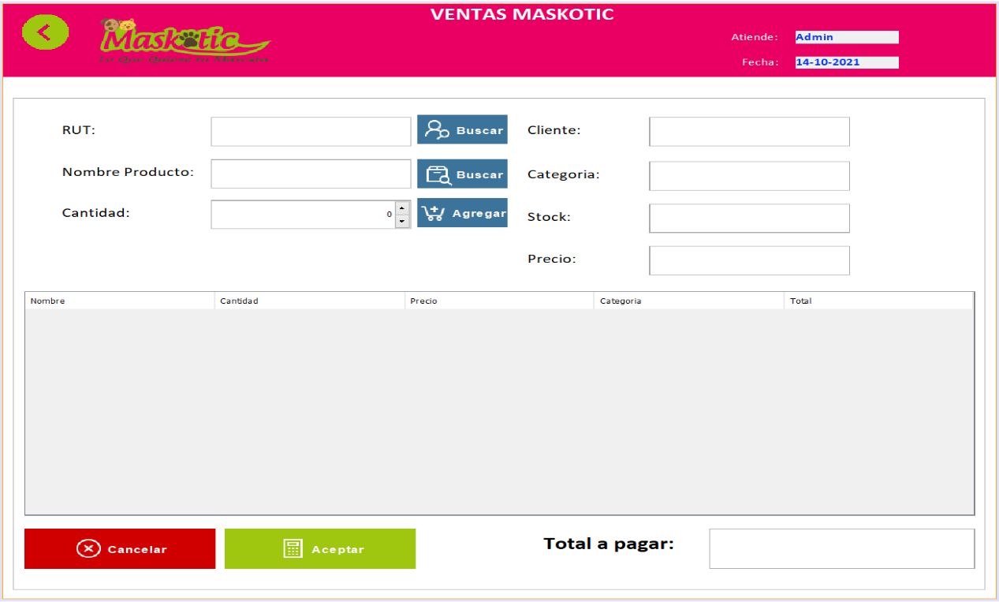 VENTAS MASKOTIC
Maskotic
Lo Que Quiere tu Mascota
Atiende: Admin
Fecha: 14-10-2021
RUT:
Buscar
Cliente:
Nombre Producto:
Buscar
Categoria:
Cantidad:
0
Agregar
Stock:
Precio:
Nombre Cantidad Precio Categoria Total
Cancelar
Aceptar
Total a pagar: